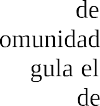 de
omunidad
gula el
de